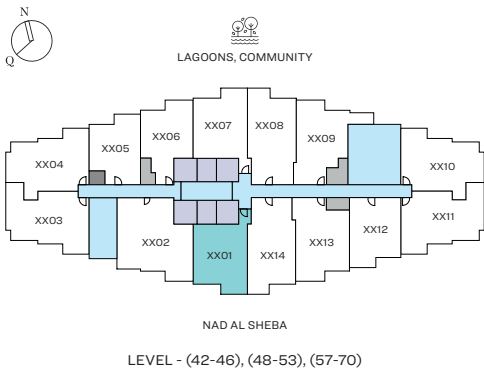 N
Q
LAGOONS, COMMUNITY
XX07 XX08
XX06 XX09
XX05
XX04 XX10
XX03 XX11
XX02 XX12
XX01 XX14 XX13
NAD AL SHEBA
LEVEL - (42-46), (48-53), (57-70)